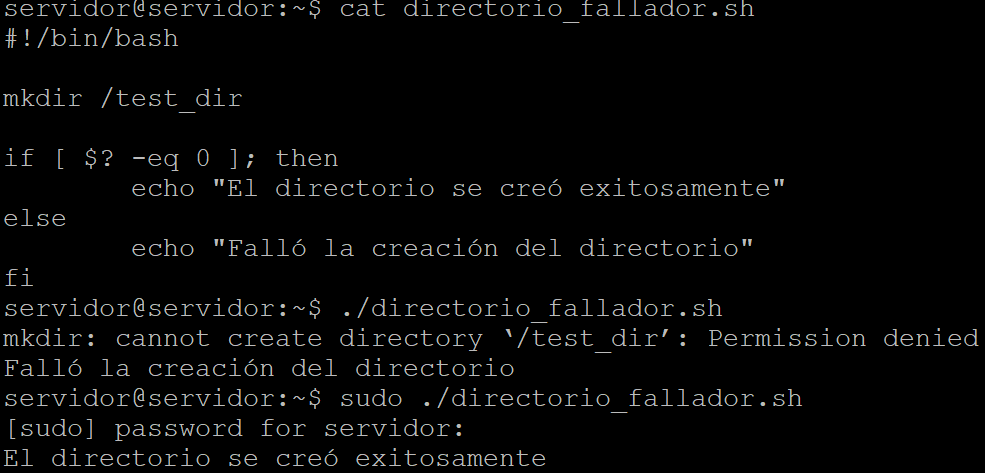 servidor@servidor:~$ cat directorio_fallador.sh
#!/bin/bash
mkdir /test_dir
if [ $? -eq 0 ]; then
        echo "El directorio se creó exitosamente"
else
        echo "Falló la creación del directorio"
fi
servidor@servidor:~$ ./directorio_fallador.sh
mkdir: cannot create directory ‘/test_dir’: Permission denied
Falló la creación del directorio
servidor@servidor:~$ sudo ./directorio_fallador.sh
[sudo] password for servidor:
El directorio se creó exitosamente